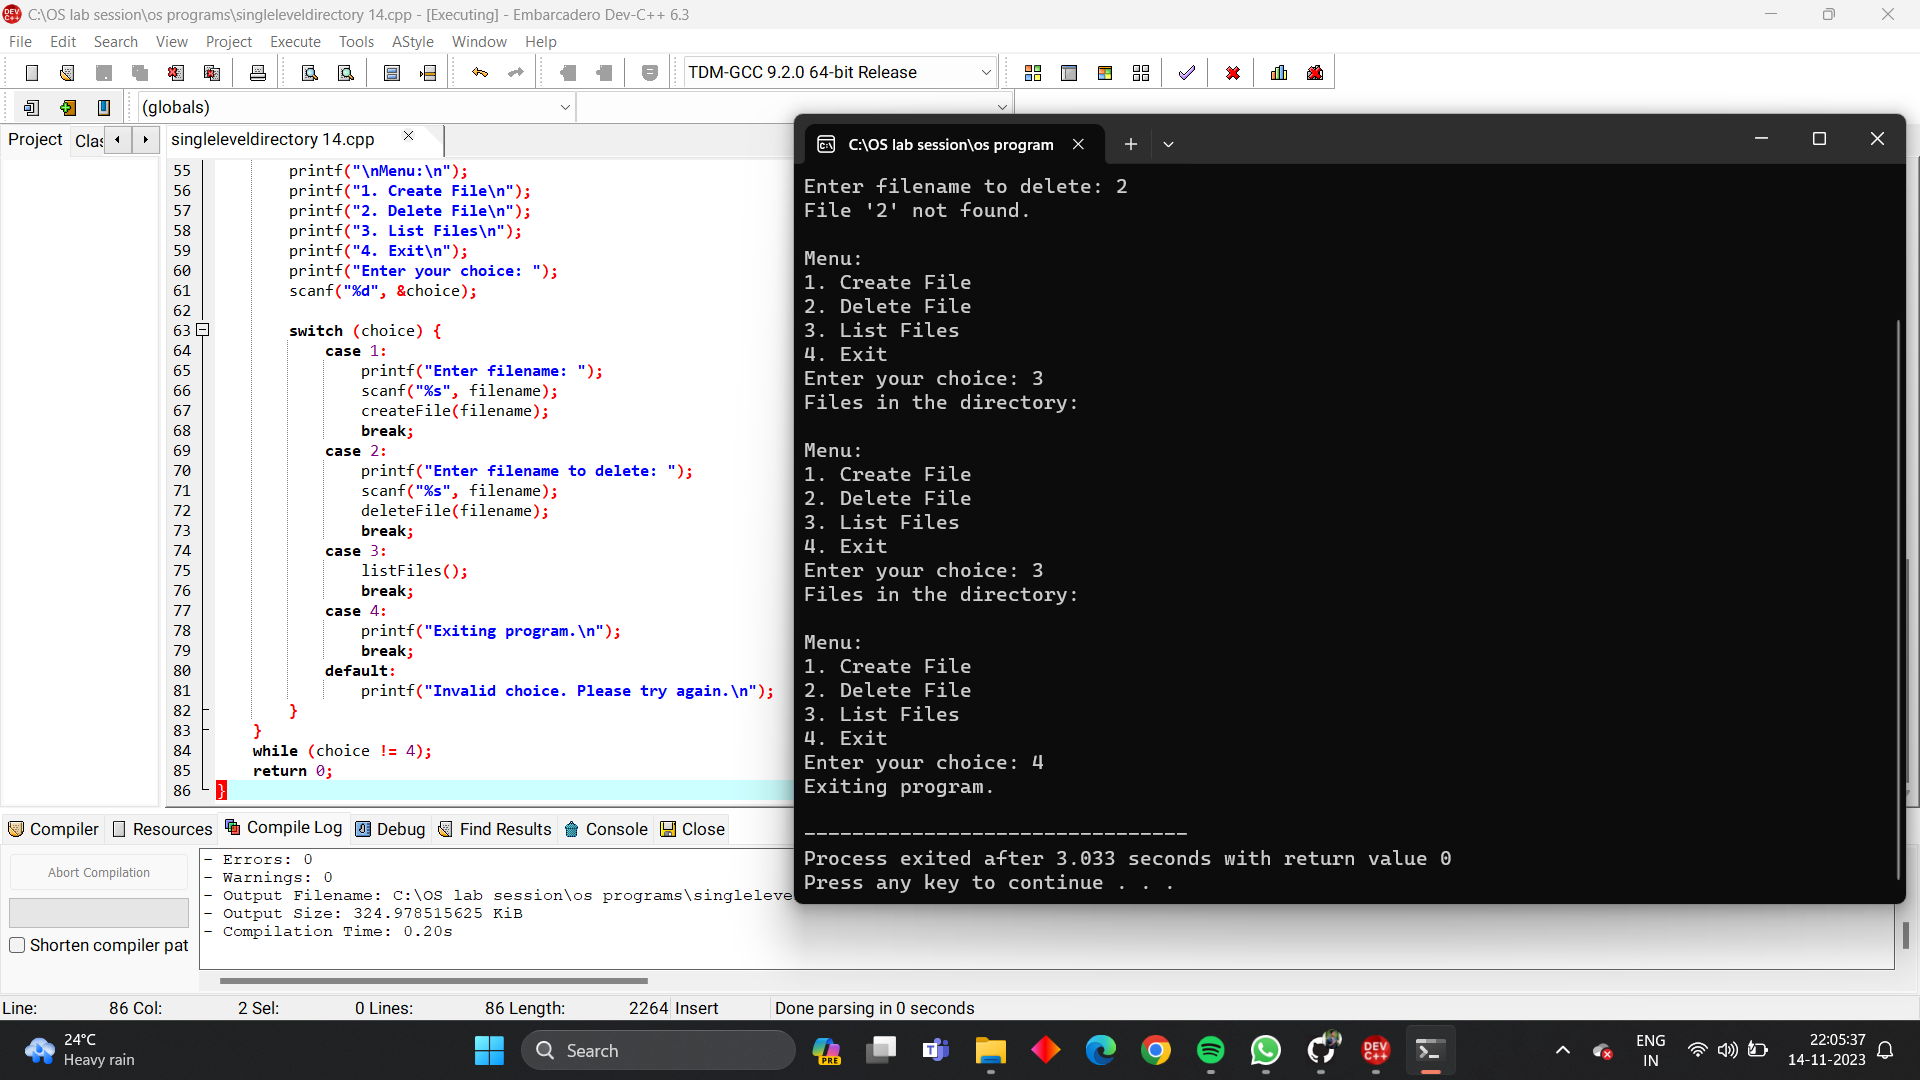 C:\OS lab session\os programs\singleleveldirectory 14.cpp - [Executing] - Embarcadero Dev-C++ 6.3
File Edit Search View Project Execute Tools AStyle Window Help
TDM-GCC 9.2.0 64-bit Release
(globals)
Project Clas singleleveldirectory 14.cpp
55 printf("\nMenu:\n");
56 printf("1. Create File\n");
57 printf("2. Delete File\n");
58 printf("3. List Files\n");
59 printf("4. Exit\n");
60 printf("Enter your choice: ");
61 scanf("%d", &choice);
62
63 switch (choice) {
64 case 1:
65 printf("Enter filename: ");
66 scanf("%s", filename);
67 createFile(filename);
68 break;
69 case 2:
70 printf("Enter filename to delete: ");
71 scanf("%s", filename);
72 deleteFile(filename);
73 break;
74 case 3:
75 listFiles();
76 break;
77 case 4:
78 printf("Exiting program.\n");
79 break;
80 default:
81 printf("Invalid choice. Please try again.\n");
82 }
83 }
84 while (choice != 4);
85 return 0;
86 }
C:\OS lab session\os program
Enter filename to delete: 2
File '2' not found.
Menu:
1. Create File
2. Delete File
3. List Files
4. Exit
Enter your choice: 3
Files in the directory:
Menu:
1. Create File
2. Delete File
3. List Files
4. Exit
Enter your choice: 3
Files in the directory:
Menu:
1. Create File
2. Delete File
3. List Files
4. Exit
Enter your choice: 4
Exiting program.
--------------------------------
Process exited after 3.033 seconds with return value 0
Press any key to continue . . .
Compiler Resources Compile Log Debug Find Results Console Close
Abort Compilation
Shorten compiler pat
- Errors: 0
- Warnings: 0
- Output Filename: C:\OS lab session\os programs\singleleve
- Output Size: 324.978515625 KiB
- Compilation Time: 0.20s
Line: 86 Col: 2 Sel: 0 Lines: 86 Length: 2264 Insert Done parsing in 0 seconds
24°C
Heavy rain
Search
PRE
DEV C++
ENG
IN
22:05:37
14-11-2023